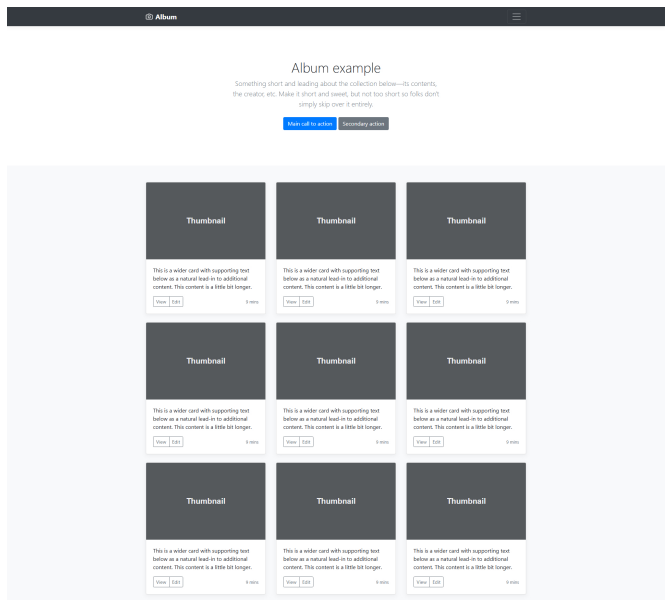 Album
Album example
Something short and leading about the collection below—its contents,
the creator, etc. Make it short and sweet, but not too short so folks don't
simply skip over it entirely.
Main call to action Secondary action
Thumbnail Thumbnail Thumbnail
This is a wider card with supporting text
below as a natural lead-in to additional
content. This content is a little bit longer.
View Edit 9 mins
This is a wider card with supporting text
below as a natural lead-in to additional
content. This content is a little bit longer.
View Edit 9 mins
This is a wider card with supporting text
below as a natural lead-in to additional
content. This content is a little bit longer.
View Edit 9 mins
Thumbnail Thumbnail Thumbnail
This is a wider card with supporting text
below as a natural lead-in to additional
content. This content is a little bit longer.
View Edit 9 mins
This is a wider card with supporting text
below as a natural lead-in to additional
content. This content is a little bit longer.
View Edit 9 mins
This is a wider card with supporting text
below as a natural lead-in to additional
content. This content is a little bit longer.
View Edit 9 mins
Thumbnail Thumbnail Thumbnail
This is a wider card with supporting text
below as a natural lead-in to additional
content. This content is a little bit longer.
View Edit 9 mins
This is a wider card with supporting text
below as a natural lead-in to additional
content. This content is a little bit longer.
View Edit 9 mins
This is a wider card with supporting text
below as a natural lead-in to additional
content. This content is a little bit longer.
View Edit 9 mins